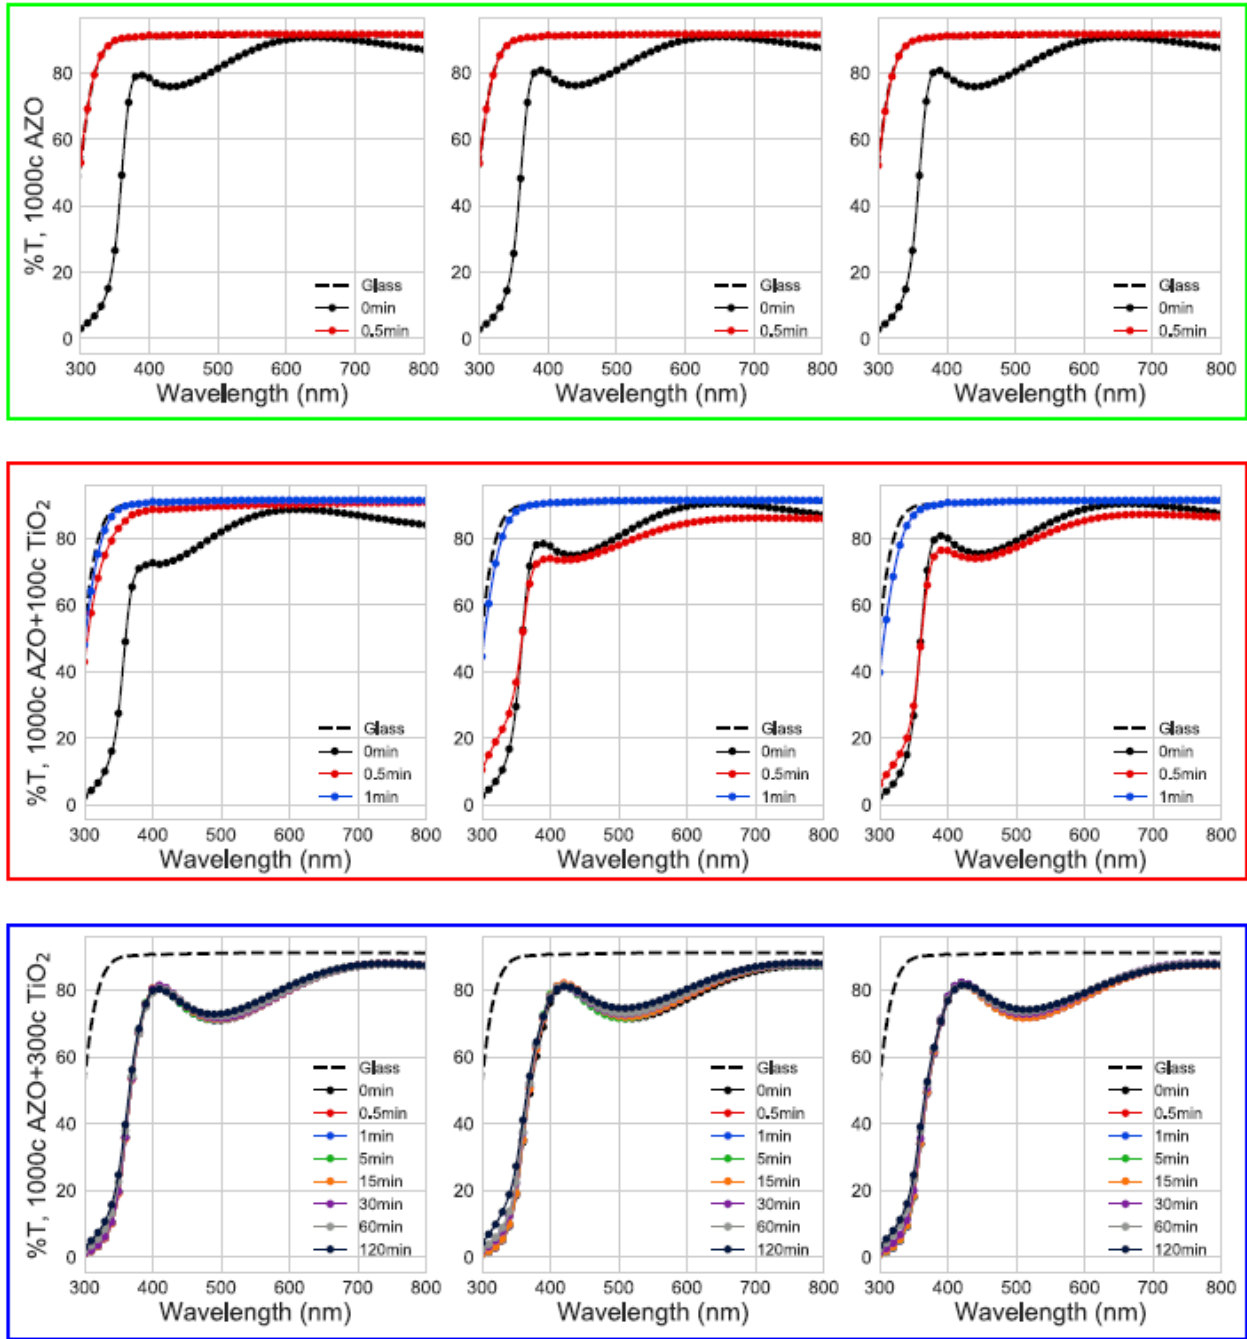 %T, 1000c AZO
80
60
40
20
0
300 400 500 600 700 800
Wavelength (nm)
Glass
0min
0.5min
80
60
40
20
0
300 400 500 600 700 800
Wavelength (nm)
Glass
0min
0.5min
80
60
40
20
0
300 400 500 600 700 800
Wavelength (nm)
Glass
0min
0.5min
%T, 1000c AZO+100c TiO₂
80
60
40
20
0
300 400 500 600 700 800
Wavelength (nm)
Glass
0min
0.5min
1min
80
60
40
20
0
300 400 500 600 700 800
Wavelength (nm)
Glass
0min
0.5min
1min
80
60
40
20
0
300 400 500 600 700 800
Wavelength (nm)
Glass
0min
0.5min
1min
%T, 1000c AZO+300c TiO₂
80
60
40
20
0
300 400 500 600 700 800
Wavelength (nm)
Glass
0min
0.5min
1min
5min
15min
30min
60min
120min
80
60
40
20
0
300 400 500 600 700 800
Wavelength (nm)
Glass
0min
0.5min
1min
5min
15min
30min
60min
120min
80
60
40
20
0
300 400 500 600 700 800
Wavelength (nm)
Glass
0min
0.5min
1min
5min
15min
30min
60min
120min